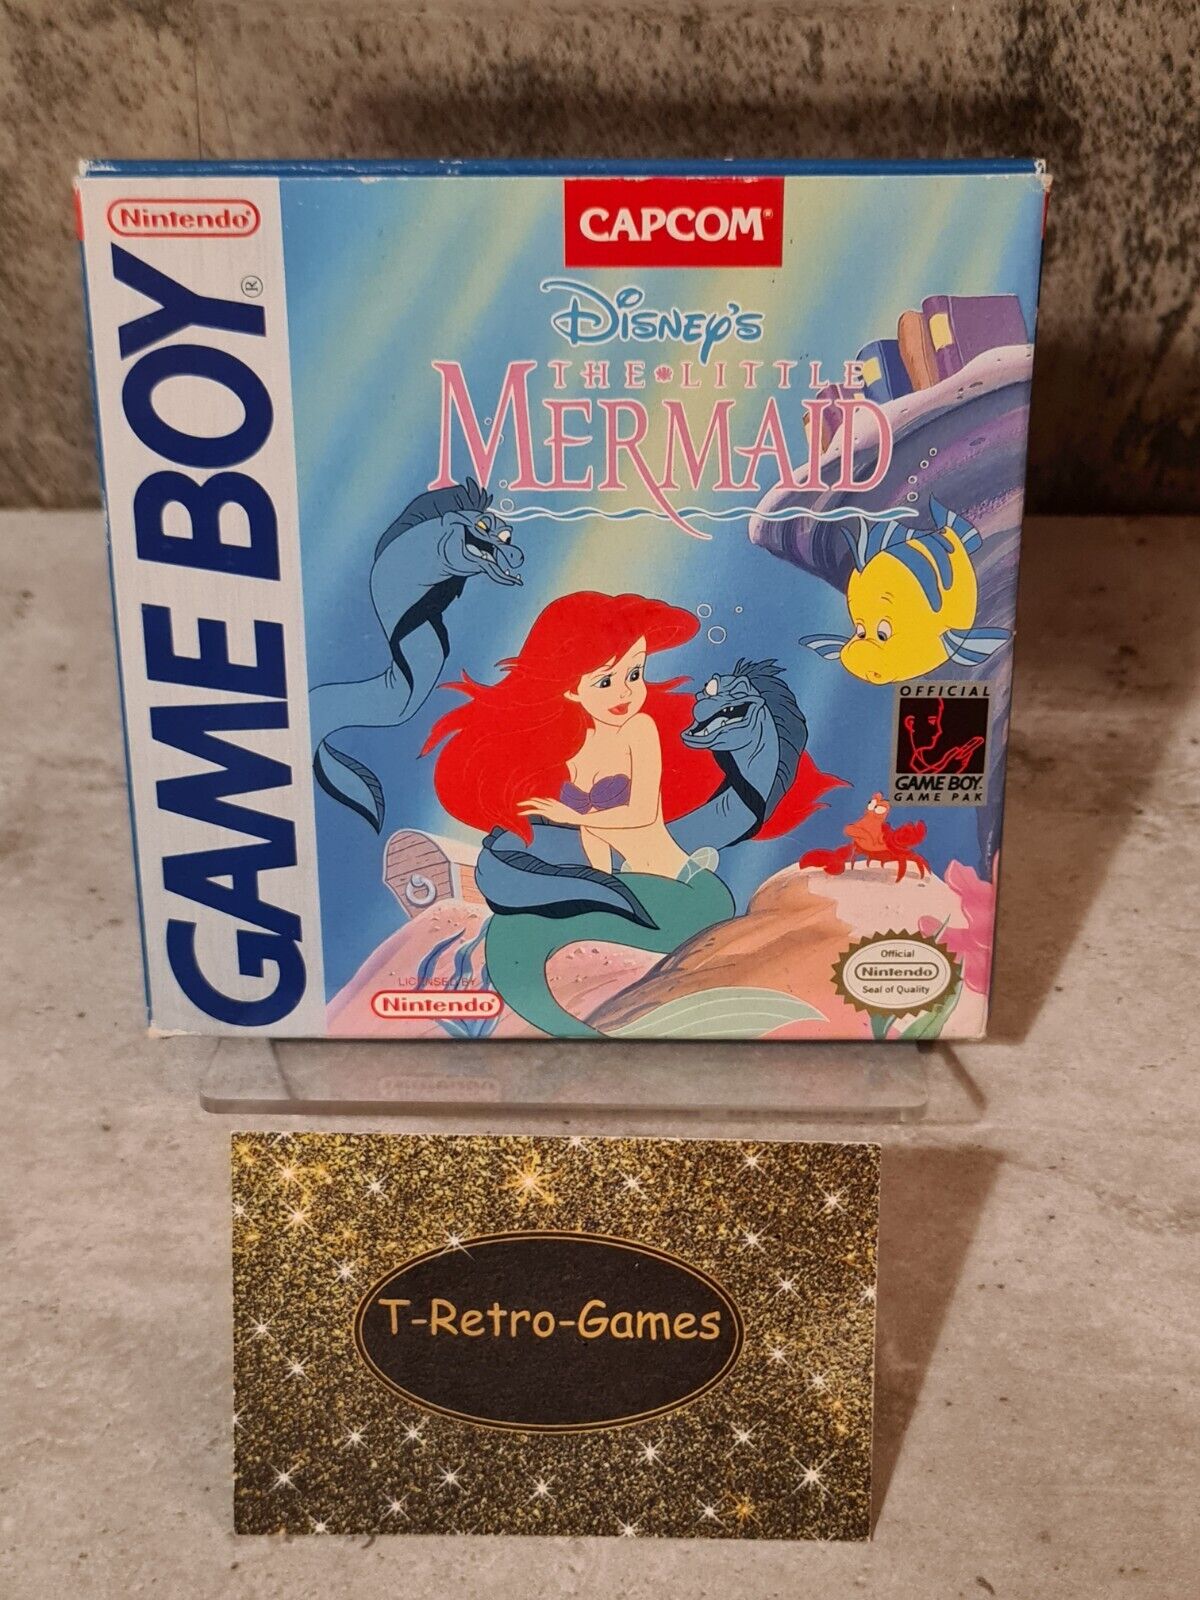 Nintendo®
GAME BOY®
CAPCOM®
Disney's
THE LITTLE
MERMAID
OFFICIAL
GAME BOY
GAME PAK
LICENSED BY
Nintendo®
Official
Nintendo
Seal of Quality
T-Retro-Games